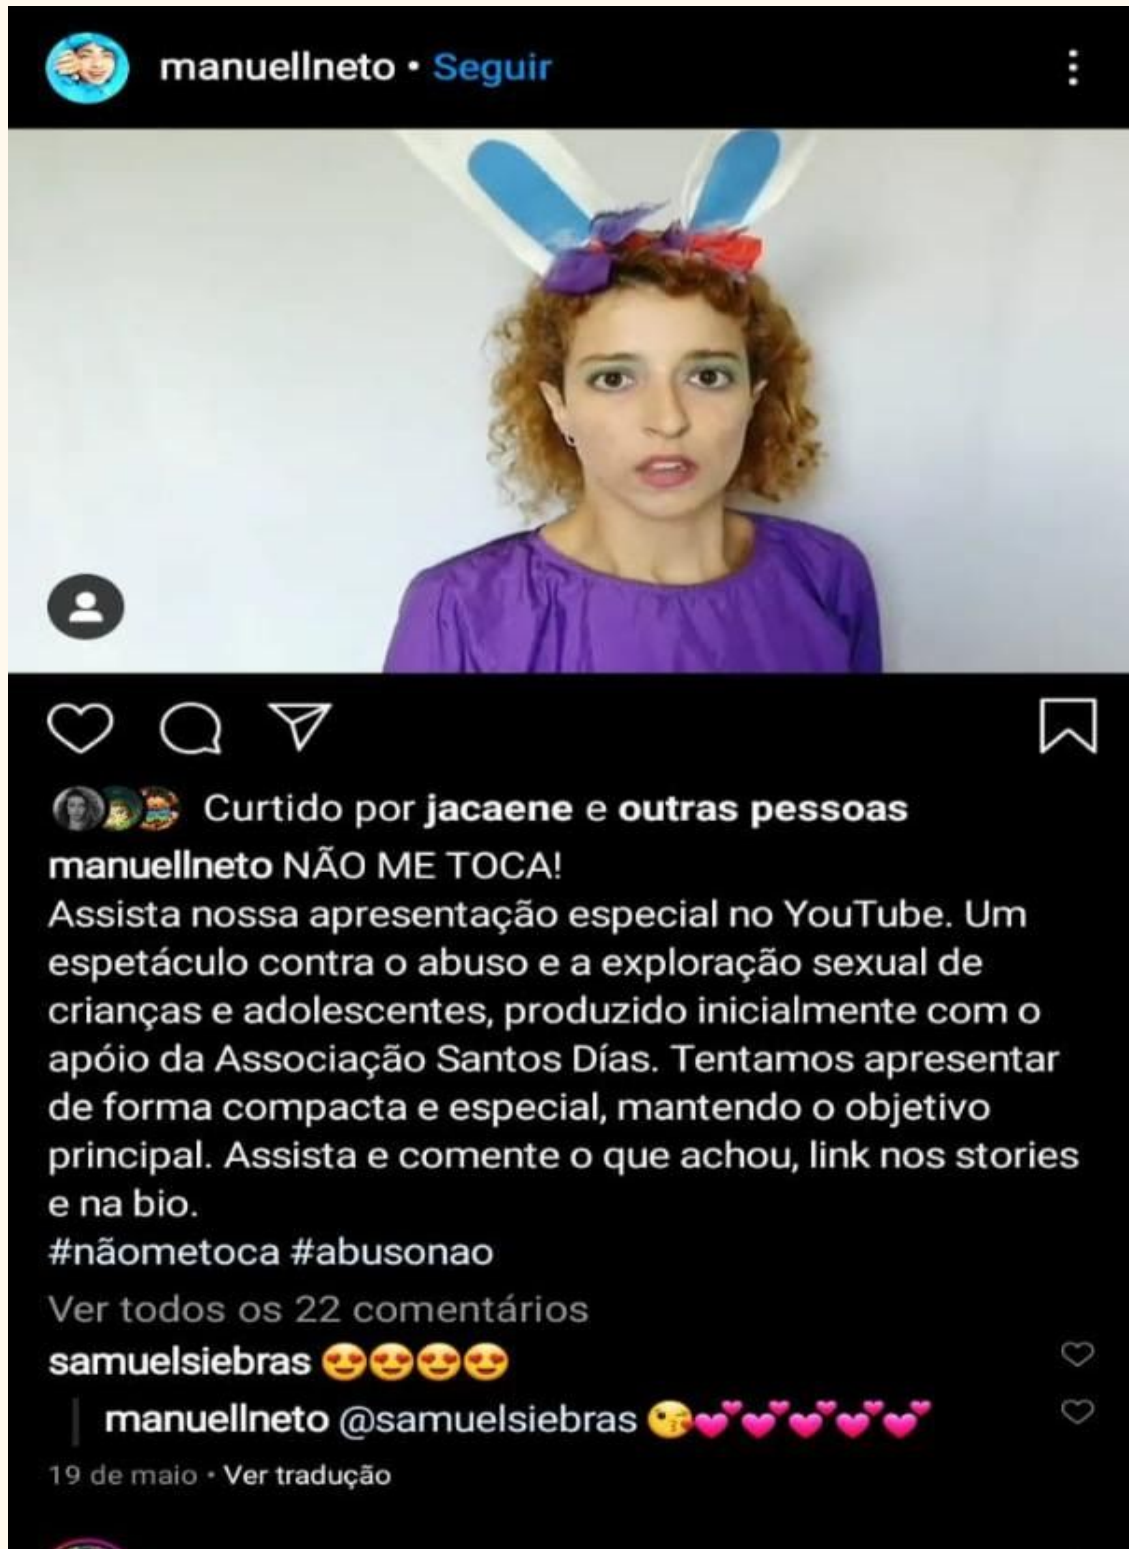 manuellneto • Seguir
Curtido por jacaene e outras pessoas
manuellneto NÃO ME TOCA!
Assista nossa apresentação especial no YouTube. Um
espetáculo contra o abuso e a exploração sexual de
crianças e adolescentes, produzido inicialmente com o
apóio da Associação Santos Días. Tentamos apresentar
de forma compacta e especial, mantendo o objetivo
principal. Assista e comente o que achou, link nos stories
e na bio.
#nãometoca #abusonao
Ver todos os 22 comentários
samuelsiebras 😍😍😍😍
manuellneto @samuelsiebras 😘💕💕💕💕💕
19 de maio • Ver tradução